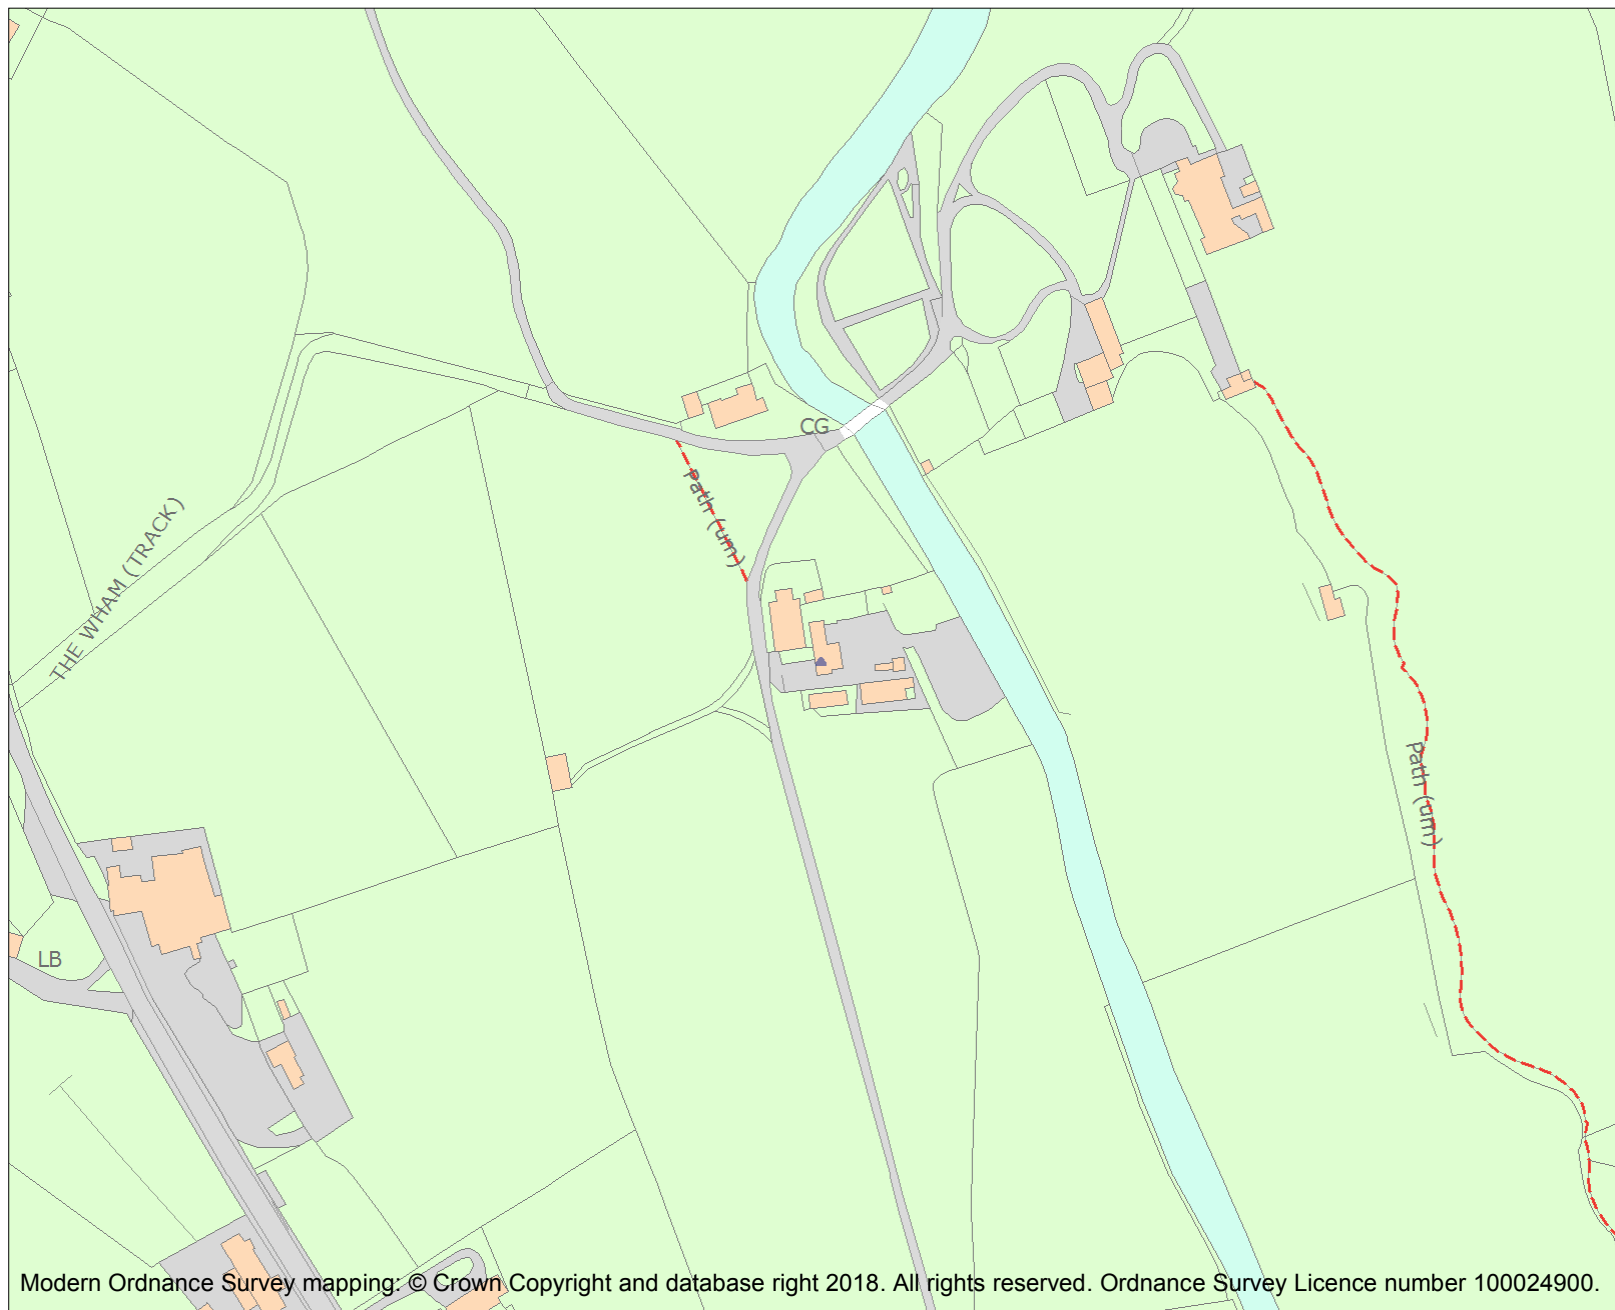 CG
Path (um)
THE WHAM (TRACK)
Path (um)
LB
Modern Ordnance Survey mapping: © Crown Copyright and database right 2018. All rights reserved. Ordnance Survey Licence number 100024900.